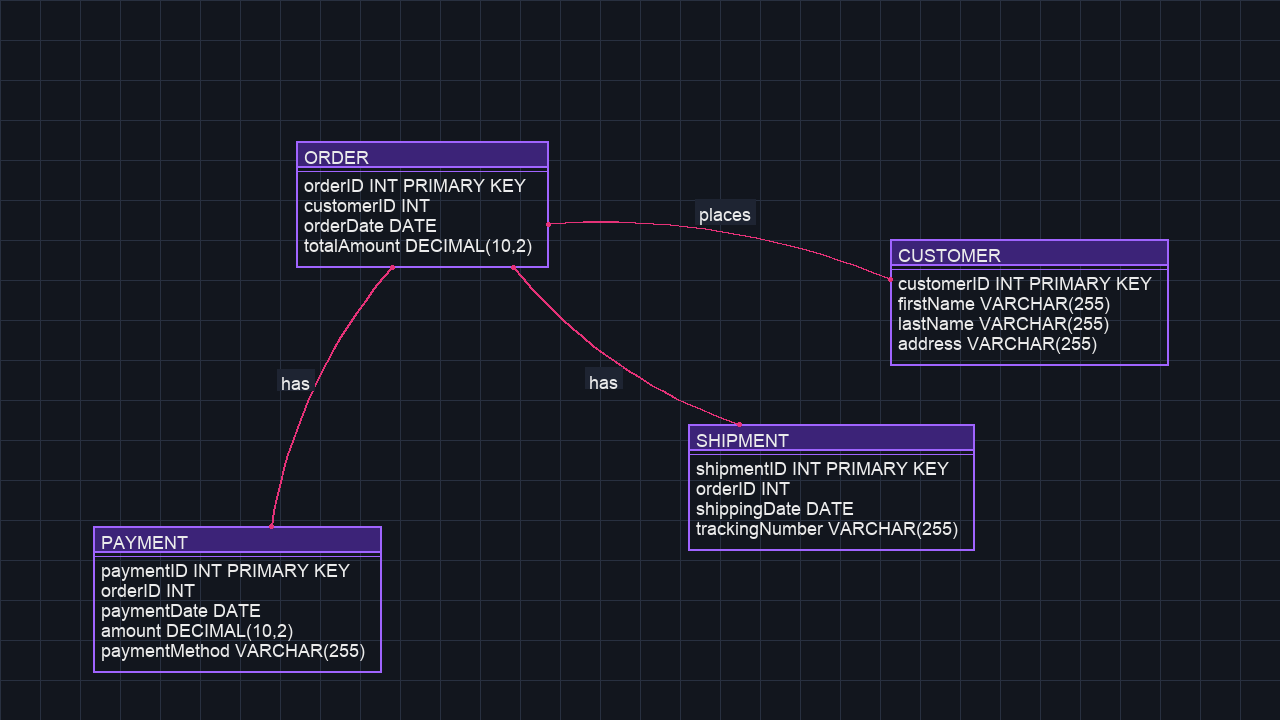 ORDER
orderID INT PRIMARY KEY
customerID INT
orderDate DATE
totalAmount DECIMAL(10,2)
places
CUSTOMER
customerID INT PRIMARY KEY
firstName VARCHAR(255)
lastName VARCHAR(255)
address VARCHAR(255)
has
has
SHIPMENT
shipmentID INT PRIMARY KEY
orderID INT
shippingDate DATE
trackingNumber VARCHAR(255)
PAYMENT
paymentID INT PRIMARY KEY
orderID INT
paymentDate DATE
amount DECIMAL(10,2)
paymentMethod VARCHAR(255)